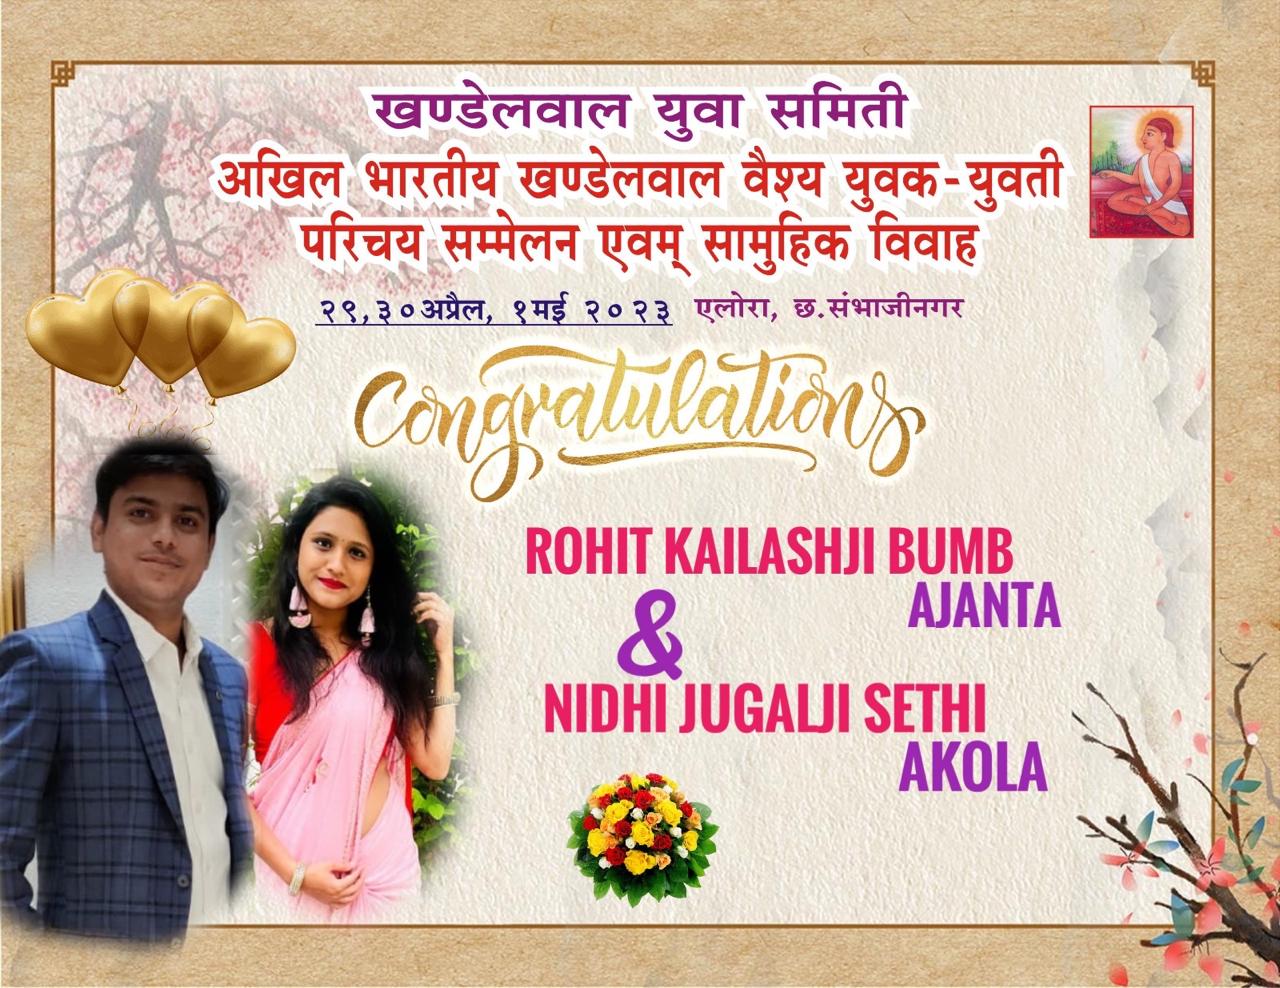 खण्डेलवाल युवा समिती
अखिल भारतीय खण्डेलवाल वैश्य युवक-युवती
परिचय सम्मेलन एवम् सामुहिक विवाह
२९,३०अप्रैल, १मई २०२३ एलोरा, छ.संभाजीनगर
Congratulations
ROHIT KAILASHJI BUMB
AJANTA
&
NIDHI JUGALJI SETHI
AKOLA